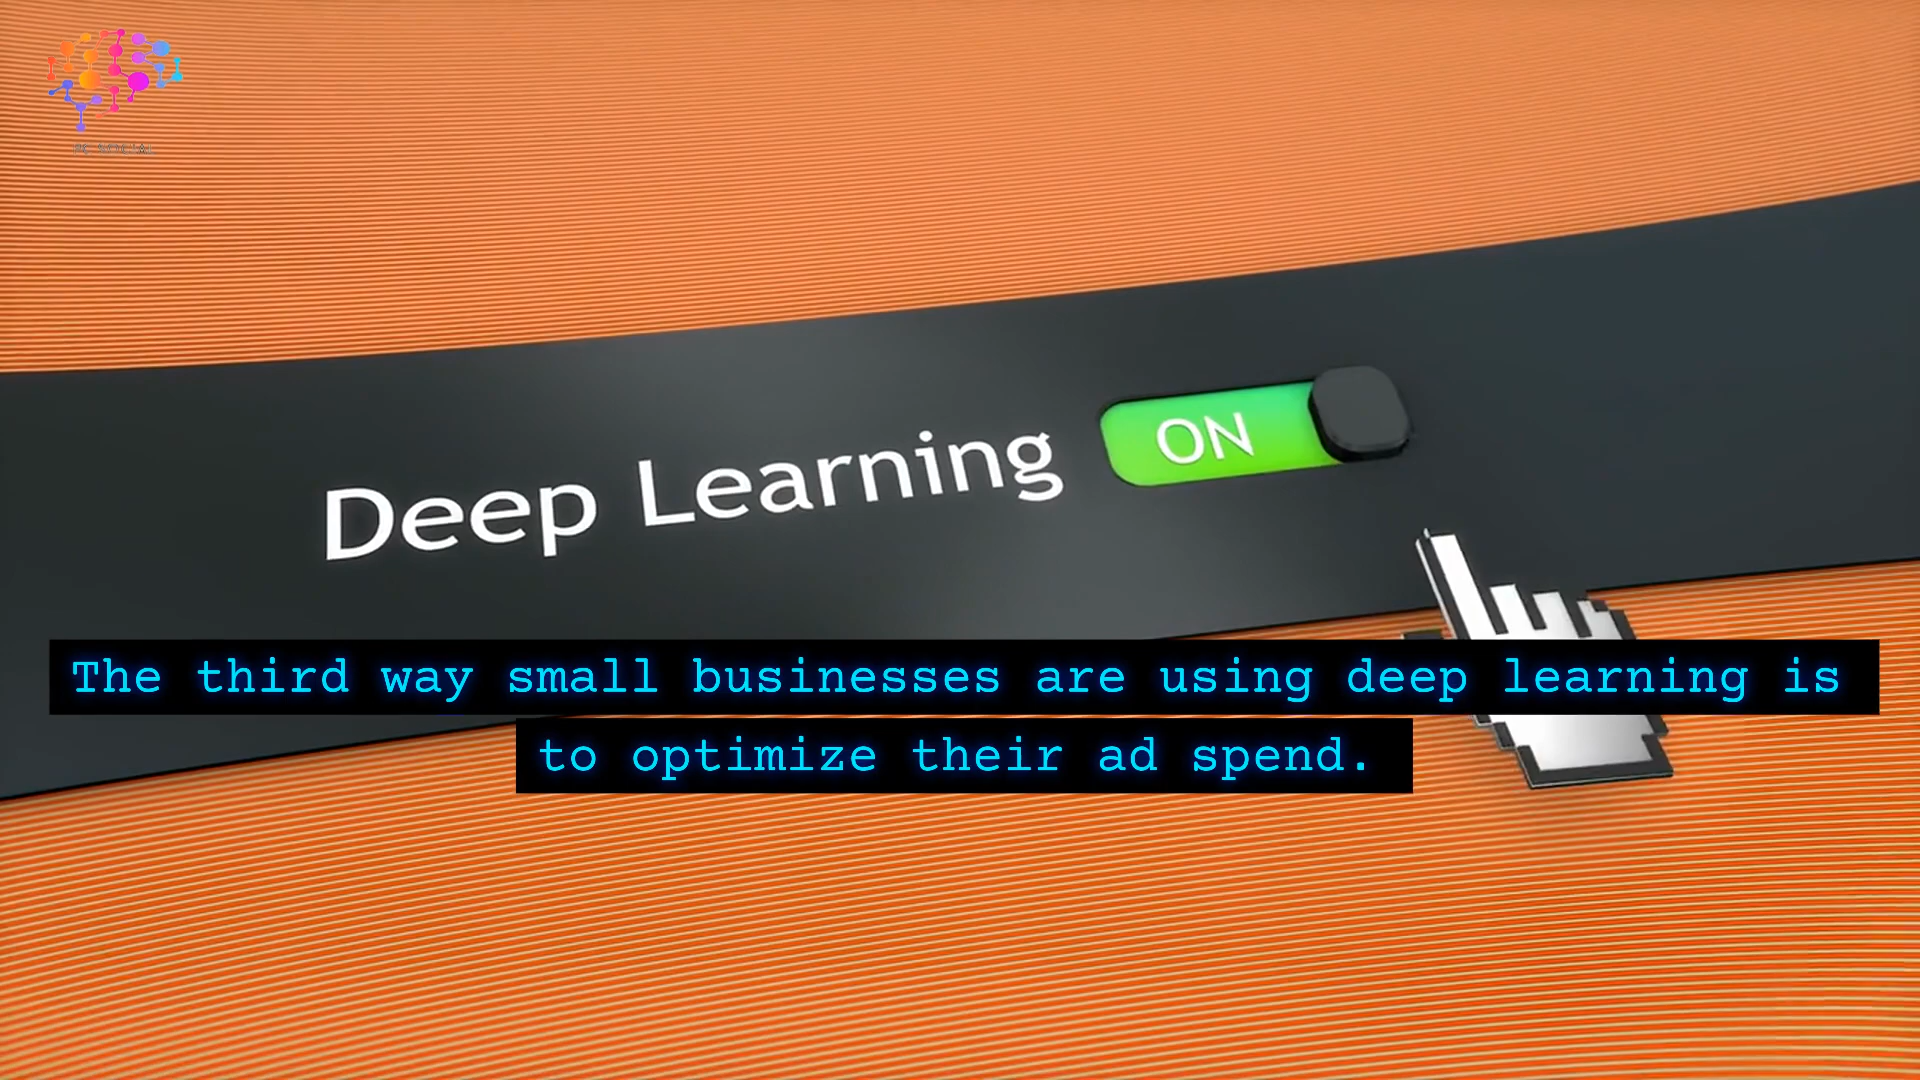 Deep Learning ON
The third way small businesses are using deep learning is
to optimize their ad spend.